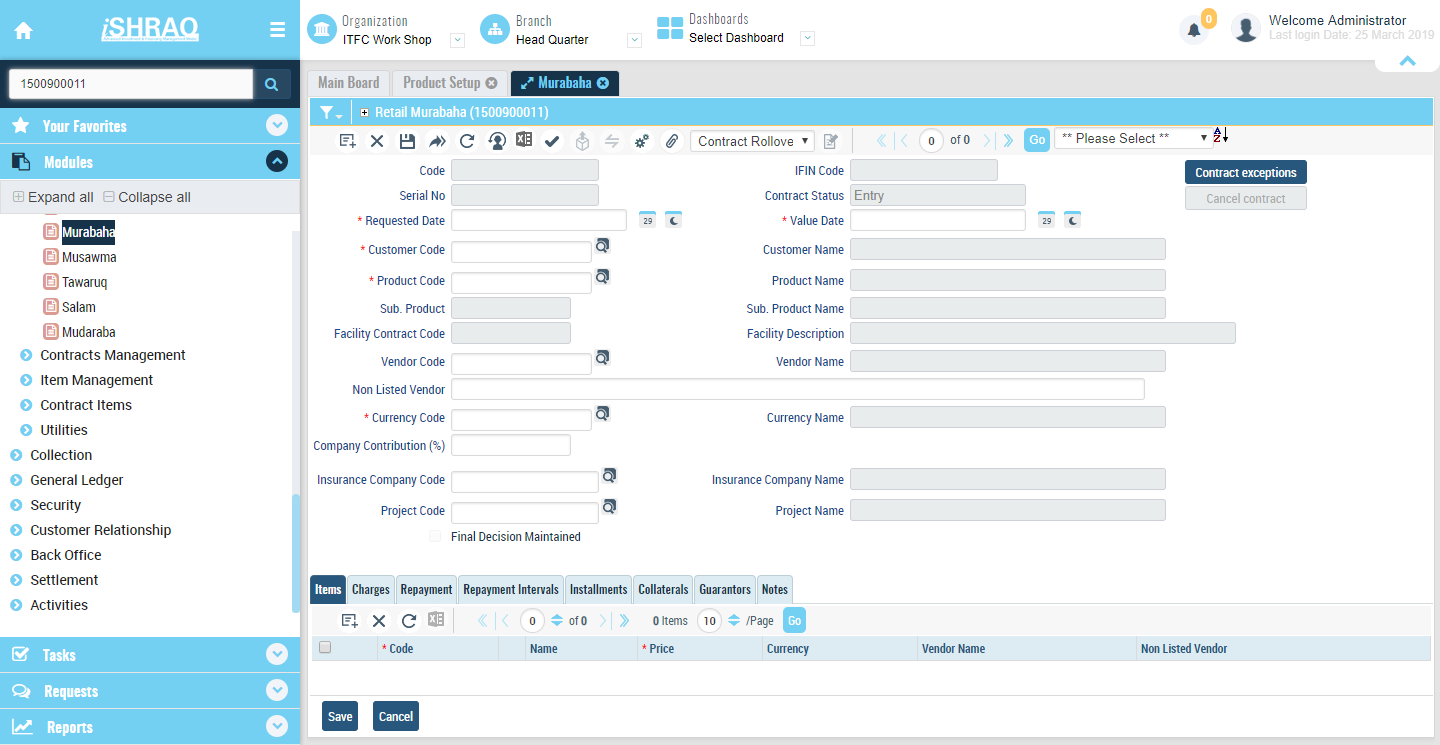 iSHRAQ
Organization
ITFC Work Shop
Branch
Head Quarter
Dashboards
Select Dashboard
0
Welcome Administrator
Last login Date: 25 March 2019
1500900011
Your Favorites
Modules
Expand all
Collapse all
Murabaha
Musawma
Tawaruq
Salam
Mudaraba
Contracts Management
Item Management
Contract Items
Utilities
Collection
General Ledger
Security
Customer Relationship
Back Office
Settlement
Activities
Tasks
Requests
Reports
Main Board
Product Setup
Murabaha
Retail Murabaha (1500900011)
Contract Rollove
0 of 0
Go
** Please Select **
A
Z
Code
IFIN Code
Contract exceptions
Serial No
Contract Status
Entry
Cancel contract
* Requested Date
29
* Value Date
29
* Customer Code
Customer Name
* Product Code
Product Name
Sub. Product
Sub. Product Name
Facility Contract Code
Facility Description
Vendor Code
Vendor Name
Non Listed Vendor
* Currency Code
Currency Name
Company Contribution (%)
Insurance Company Code
Insurance Company Name
Project Code
Project Name
Final Decision Maintained
Items
Charges
Repayment
Repayment Intervals
Installments
Collaterals
Guarantors
Notes
0 of 0
0 Items
10 /Page
Go
* Code
Name
* Price
Currency
Vendor Name
Non Listed Vendor
Save
Cancel